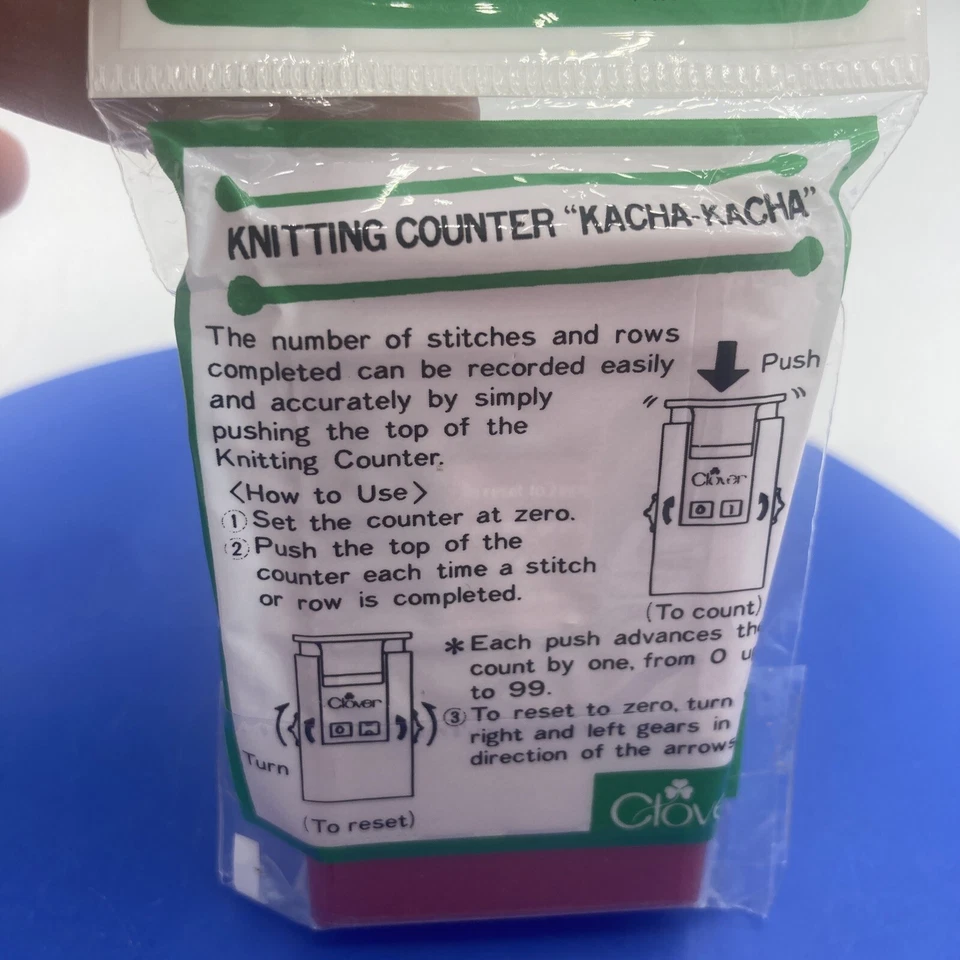 KNITTING COUNTER “KACHA-KACHA”
The number of stitches and rows
completed can be recorded easily
and accurately by simply
pushing the top of the
Knitting Counter.
Push
Clover
0 1
(To count)
<How to Use>
① Set the counter at zero.
② Push the top of the
counter each time a stitch
or row is completed.
* Each push advances the
count by one, from 0 u
to 99.
③ To reset to zero, turn
right and left gears in
direction of the arrows
Clover
0
Turn
(To reset)
Clove